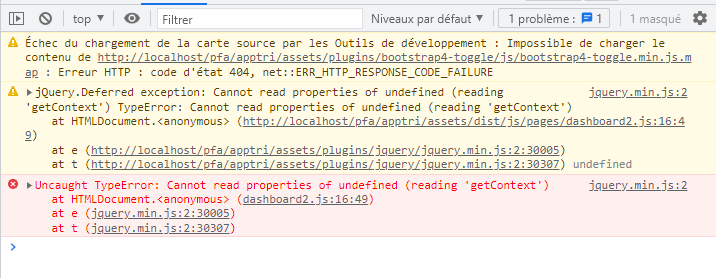 top ▼ Filtrer Niveaux par défaut ▼ 1 problème : 1 1 masqué
Échec du chargement de la carte source par les Outils de développement : Impossible de charger le
contenu de http://localhost/pfa/apptri/assets/plugins/bootstrap4-toggle/js/bootstrap4-toggle.min.js.m
ap : Erreur HTTP : code d'état 404, net::ERR_HTTP_RESPONSE_CODE_FAILURE
▶jQuery.Deferred exception: Cannot read properties of undefined (reading jquery.min.js:2
'getContext') TypeError: Cannot read properties of undefined (reading 'getContext')
at HTMLDocument.<anonymous> (http://localhost/pfa/apptri/assets/dist/js/pages/dashboard2.js:16:4
9)
at e (http://localhost/pfa/apptri/assets/plugins/jquery/jquery.min.js:2:30005)
at t (http://localhost/pfa/apptri/assets/plugins/jquery/jquery.min.js:2:30307) undefined
▶Uncaught TypeError: Cannot read properties of undefined (reading 'getContext') jquery.min.js:2
at HTMLDocument.<anonymous> (dashboard2.js:16:49)
at e (jquery.min.js:2:30005)
at t (jquery.min.js:2:30307)